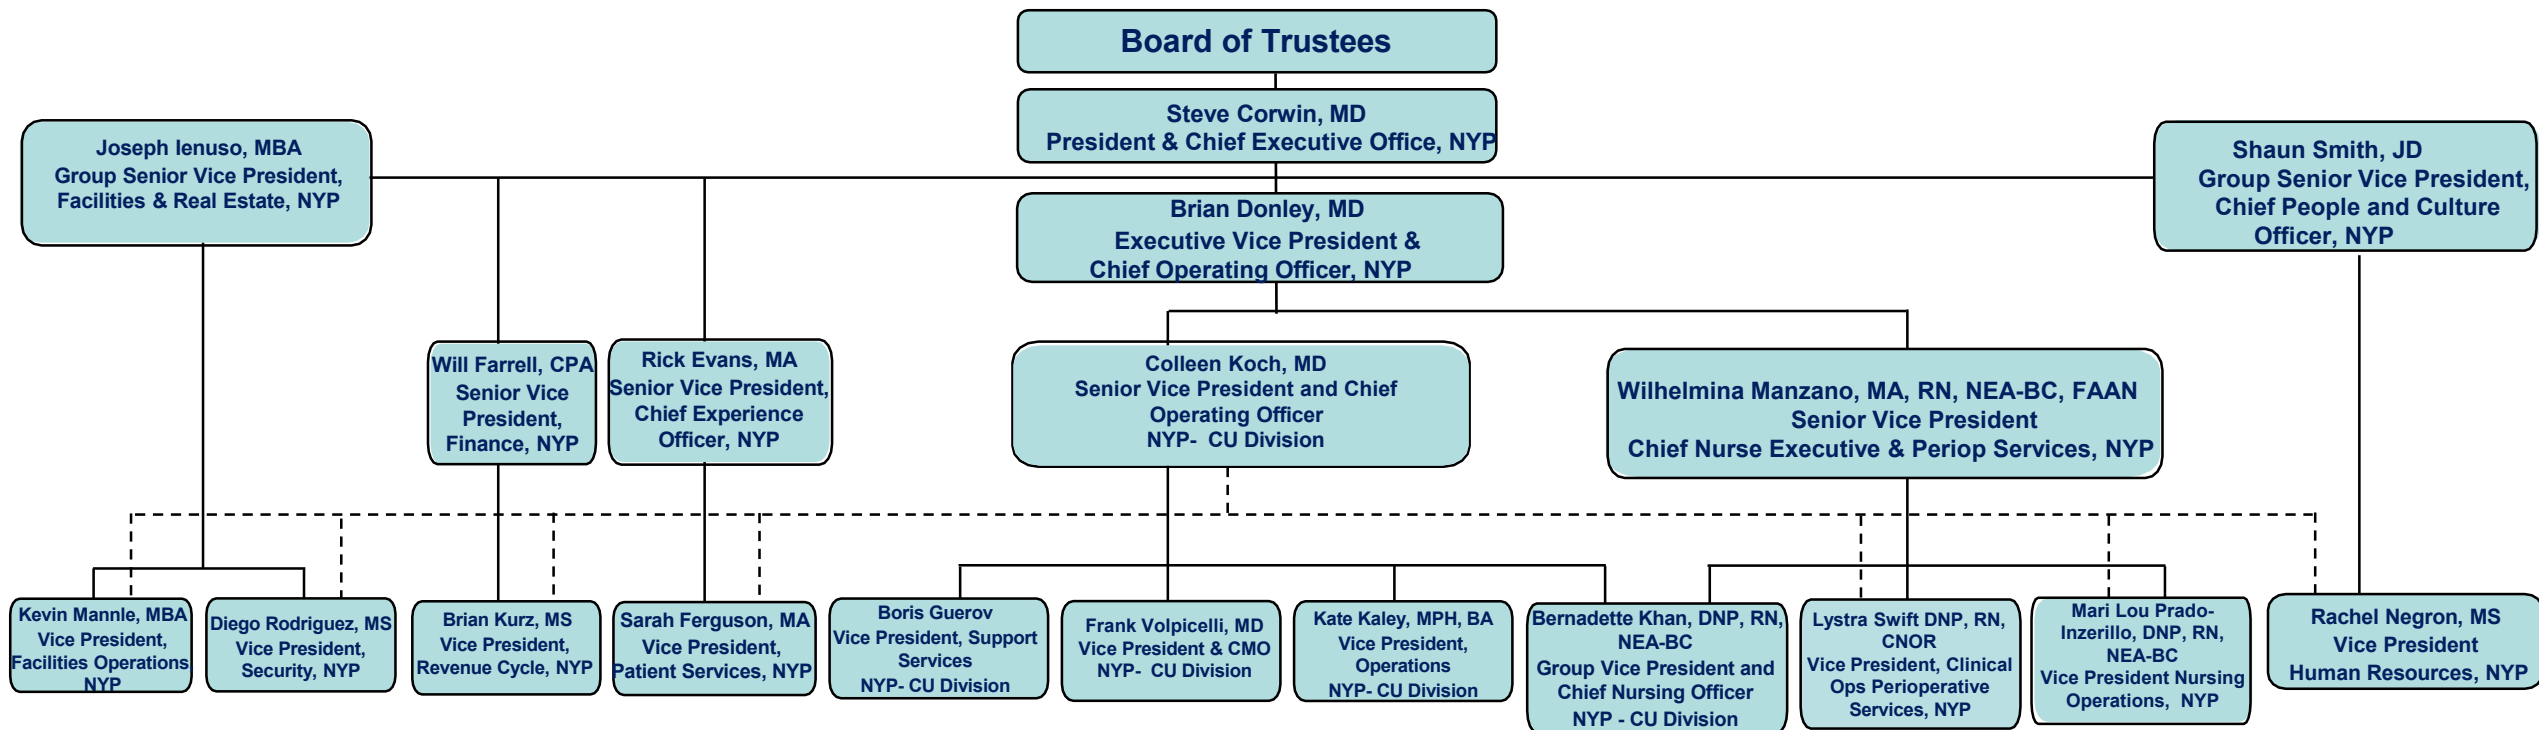 Board of Trustees
Steve Corwin, MD
President & Chief Executive Office, NYP
Joseph Ienuso, MBA
Group Senior Vice President,
Facilities & Real Estate, NYP
Shaun Smith, JD
Group Senior Vice President,
Chief People and Culture
Officer, NYP
Brian Donley, MD
Executive Vice President &
Chief Operating Officer, NYP
Will Farrell, CPA
Senior Vice
President,
Finance, NYP
Rick Evans, MA
Senior Vice President,
Chief Experience
Officer, NYP
Colleen Koch, MD
Senior Vice President and Chief
Operating Officer
NYP- CU Division
Wilhelmina Manzano, MA, RN, NEA-BC, FAAN
Senior Vice President
Chief Nurse Executive & Periop Services, NYP
Kevin Mannle, MBA
Vice President,
Facilities Operations
NYP
Diego Rodriguez, MS
Vice President,
Security, NYP
Brian Kurz, MS
Vice President,
Revenue Cycle, NYP
Sarah Ferguson, MA
Vice President,
Patient Services, NYP
Boris Guerov
Vice President, Support
Services
NYP- CU Division
Frank Volpicelli, MD
Vice President & CMO
NYP- CU Division
Kate Kaley, MPH, BA
Vice President,
Operations
NYP- CU Division
Bernadette Khan, DNP, RN,
NEA-BC
Group Vice President and
Chief Nursing Officer
NYP - CU Division
Lystra Swift DNP, RN,
CNOR
Vice President, Clinical
Ops Perioperative
Services, NYP
Mari Lou Prado-
Inzerillo, DNP, RN,
NEA-BC
Vice President Nursing
Operations, NYP
Rachel Negron, MS
Vice President
Human Resources, NYP